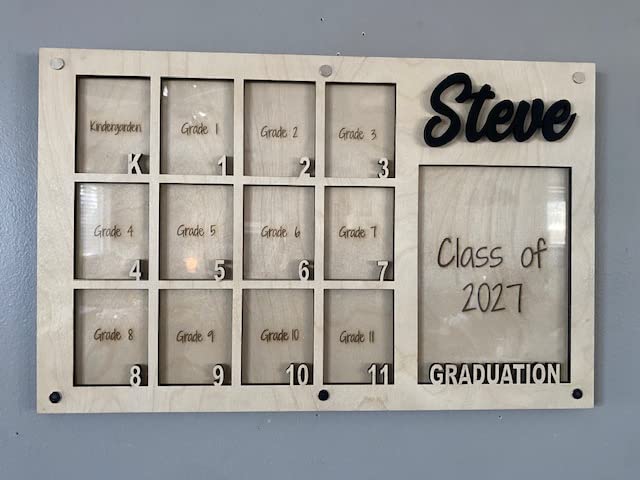 Steve
Kindergarden
K
Grade 1
1
Grade 2
2
Grade 3
3
Grade 4
4
Grade 5
5
Grade 6
6
Grade 7
7
Grade 8
8
Grade 9
9
Grade 10
10
Grade 11
11
Class of
2027
GRADUATION